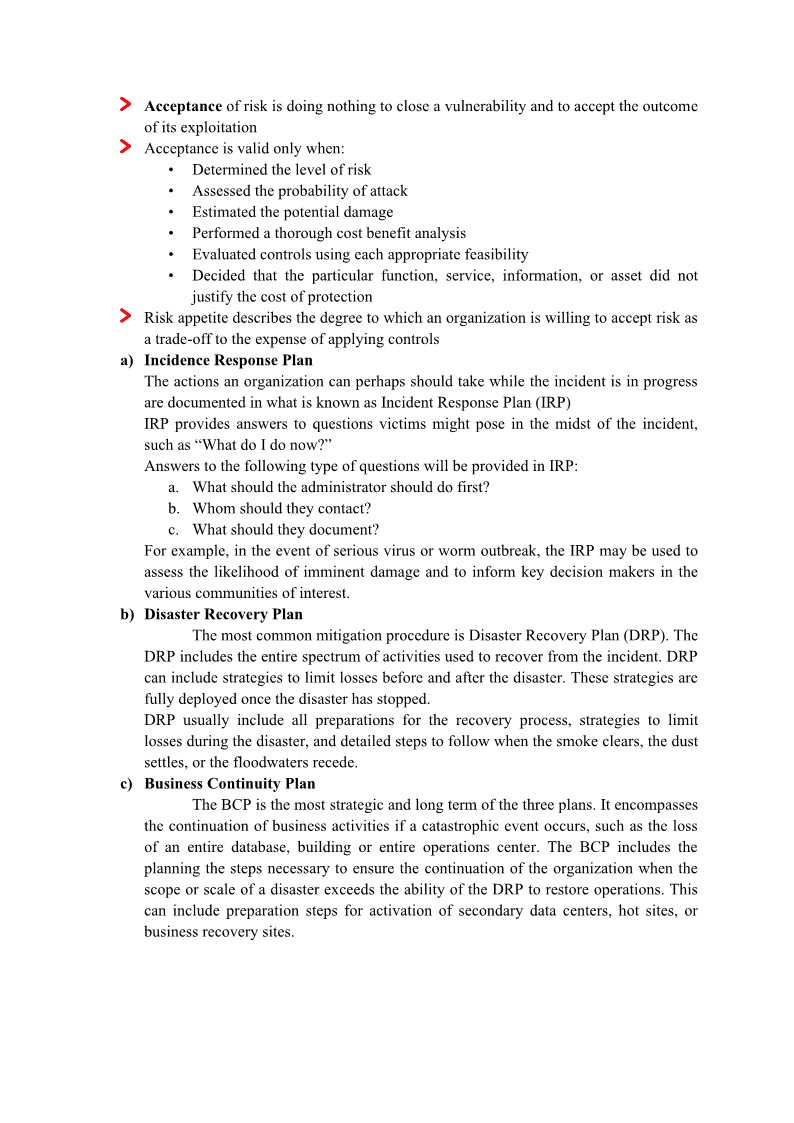 Acceptance of risk is doing nothing to close a vulnerability and to accept the outcome
of its exploitation
Acceptance is valid only when:
• Determined the level of risk
• Assessed the probability of attack
• Estimated the potential damage
• Performed a thorough cost benefit analysis
• Evaluated controls using each appropriate feasibility
• Decided that the particular function, service, information, or asset did not
justify the cost of protection
Risk appetite describes the degree to which an organization is willing to accept risk as
a trade-off to the expense of applying controls
a) Incidence Response Plan
The actions an organization can perhaps should take while the incident is in progress
are documented in what is known as Incident Response Plan (IRP)
IRP provides answers to questions victims might pose in the midst of the incident,
such as “What do I do now?”
Answers to the following type of questions will be provided in IRP:
a. What should the administrator should do first?
b. Whom should they contact?
c. What should they document?
For example, in the event of serious virus or worm outbreak, the IRP may be used to
assess the likelihood of imminent damage and to inform key decision makers in the
various communities of interest.
b) Disaster Recovery Plan
The most common mitigation procedure is Disaster Recovery Plan (DRP). The
DRP includes the entire spectrum of activities used to recover from the incident. DRP
can include strategies to limit losses before and after the disaster. These strategies are
fully deployed once the disaster has stopped.
DRP usually include all preparations for the recovery process, strategies to limit
losses during the disaster, and detailed steps to follow when the smoke clears, the dust
settles, or the floodwaters recede.
c) Business Continuity Plan
The BCP is the most strategic and long term of the three plans. It encompasses
the continuation of business activities if a catastrophic event occurs, such as the loss
of an entire database, building or entire operations center. The BCP includes the
planning the steps necessary to ensure the continuation of the organization when the
scope or scale of a disaster exceeds the ability of the DRP to restore operations. This
can include preparation steps for activation of secondary data centers, hot sites, or
business recovery sites.